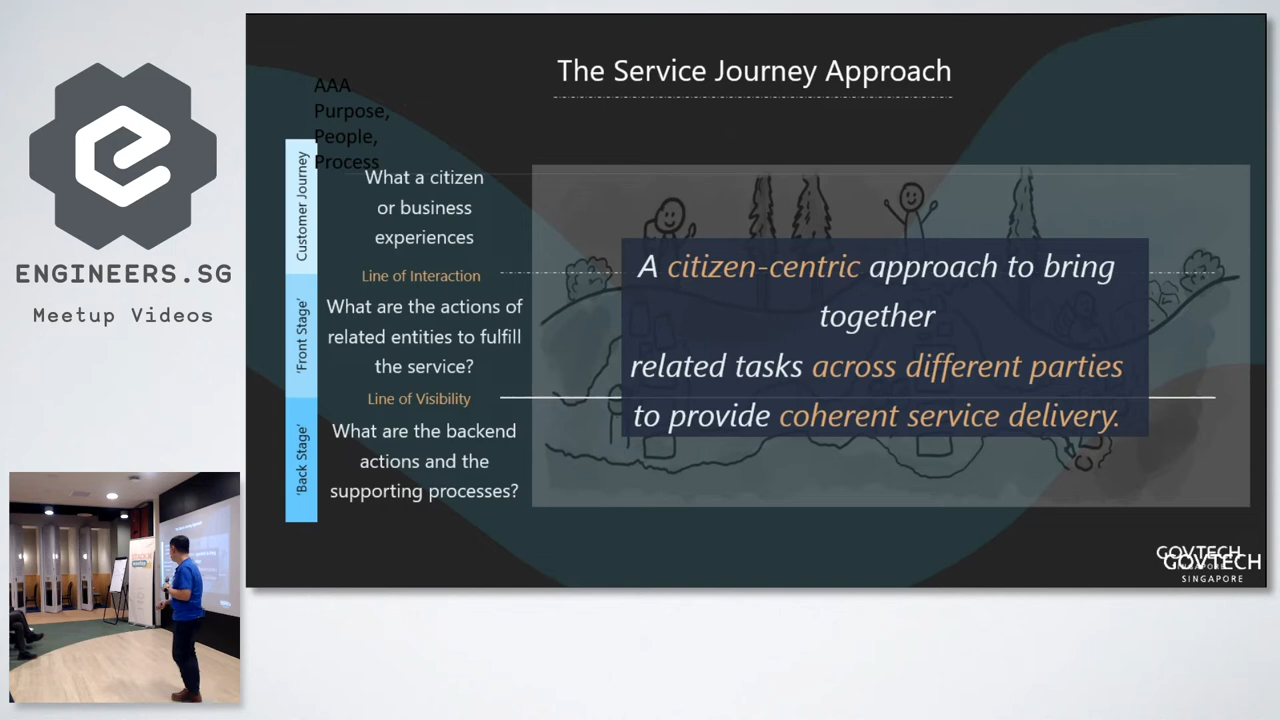 ENGINEERS.SG
Meetup Videos
The Service Journey Approach
AAA
Purpose,
People,
Process
Customer Journey
What a citizen
or business
experiences
Line of Interaction
'Front Stage'
What are the actions of
related entities to fulfill
the service?
Line of Visibility
'Back Stage'
What are the backend
actions and the
supporting processes?
A citizen-centric approach to bring
together
related tasks across different parties
to provide coherent service delivery.
GOVTECH
GOVTECH
SINGAPORE